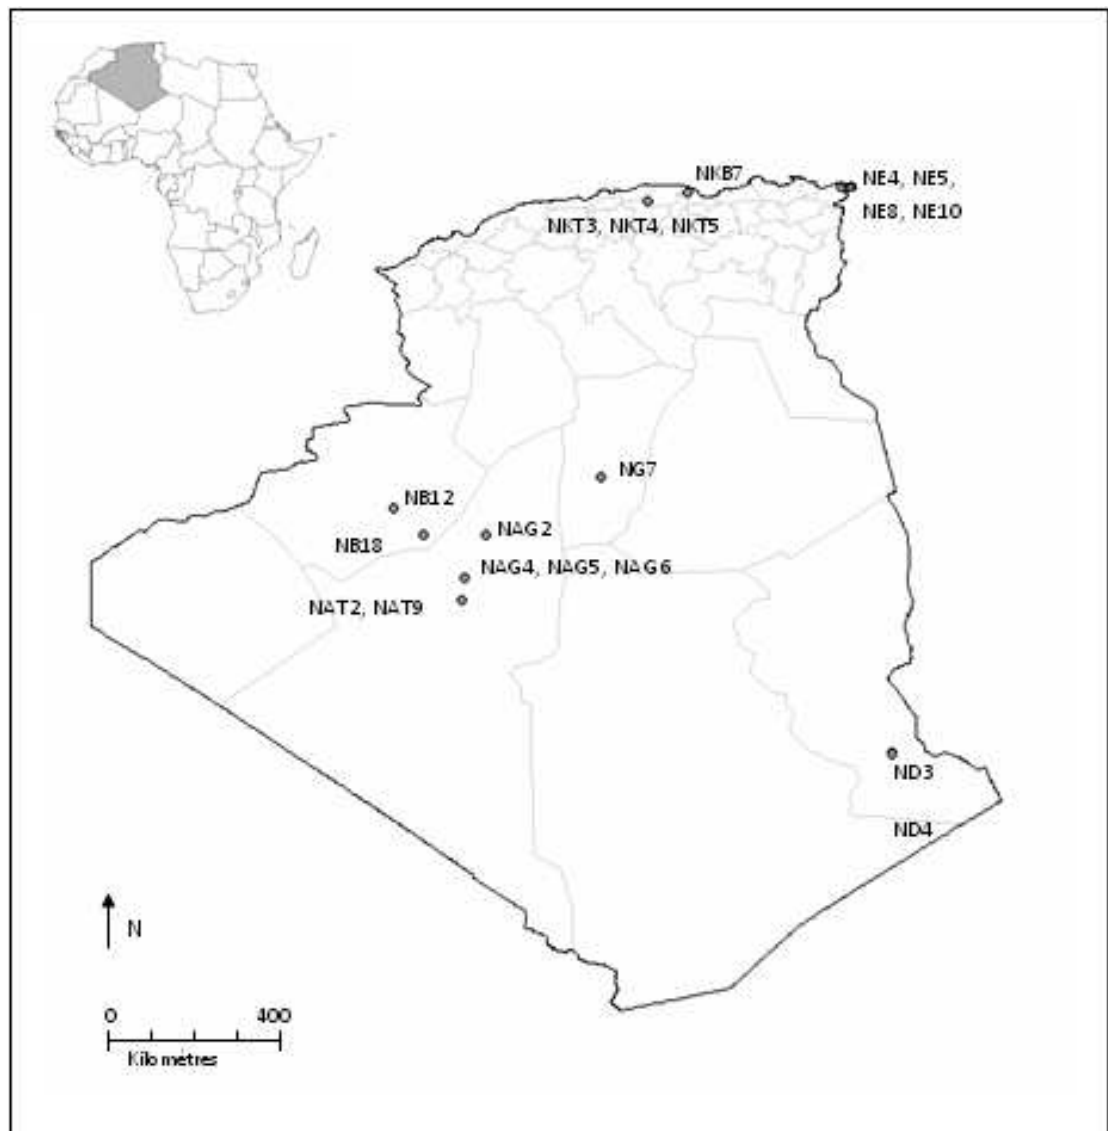 NKB7
NE4, NE5,
NE8, NE10
NKT3, NKT4, NKT5
NG7
NB12
NB18
NAG2
NAG4, NAG5, NAG6
NAT2, NAT9
ND3
ND4
N
0 400
Kilometres